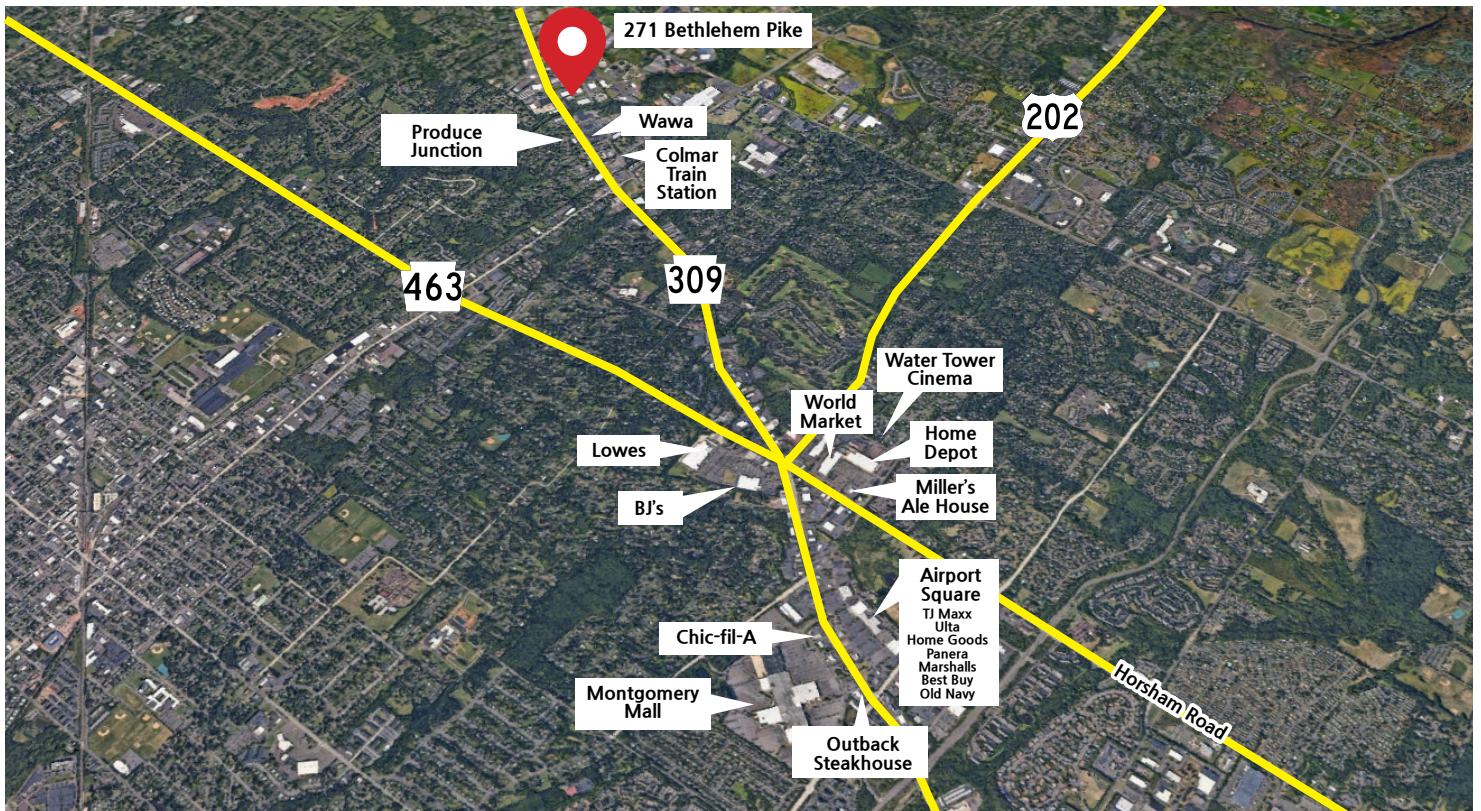 271 Bethlehem Pike
202
Wawa
Produce
Junction
Colmar
Train
Station
309
463
Water Tower
Cinema
World
Market
Home
Depot
Lowes
Miller's
Ale House
BJ's
Airport
Square
TJ Maxx
Ulta
Home Goods
Panera
Marshalls
Best Buy
Old Navy
Chic-fil-A
Montgomery
Mall
Horsham Road
Outback
Steakhouse